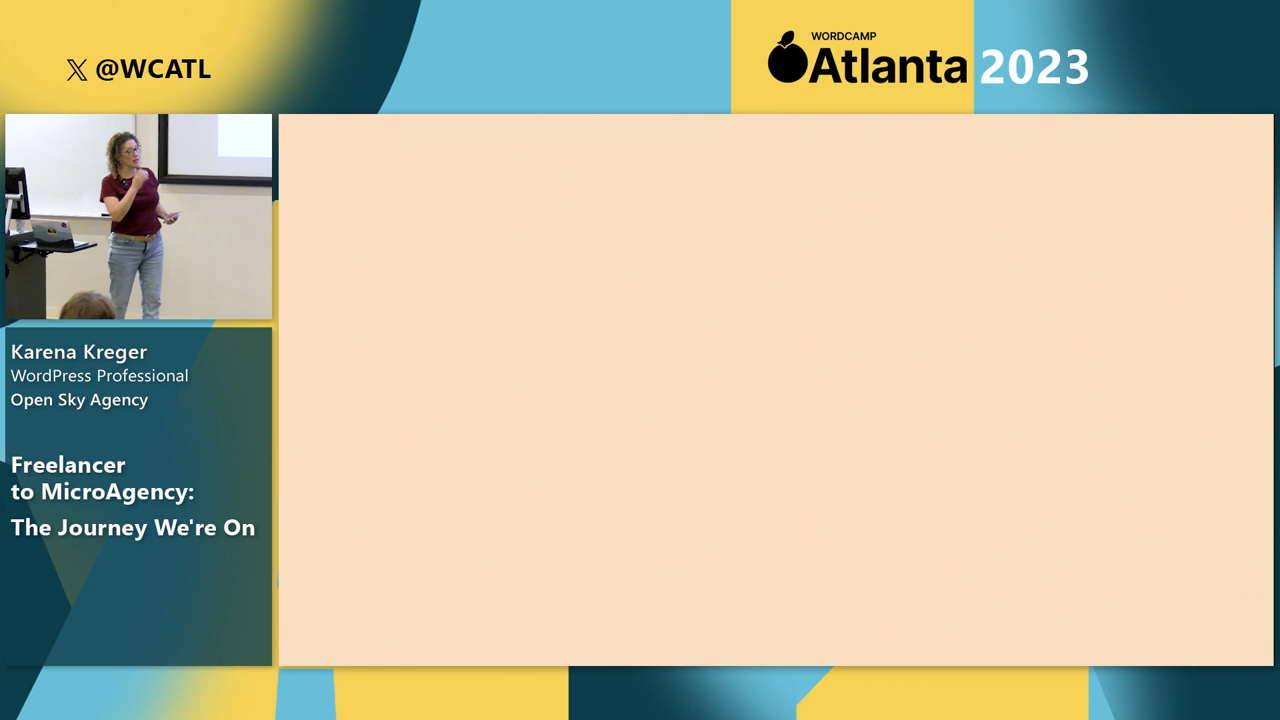 𝕏 @WCATL
WORDCAMP
Atlanta 2023
Karena Kreger
WordPress Professional
Open Sky Agency
Freelancer
to MicroAgency:
The Journey We're On